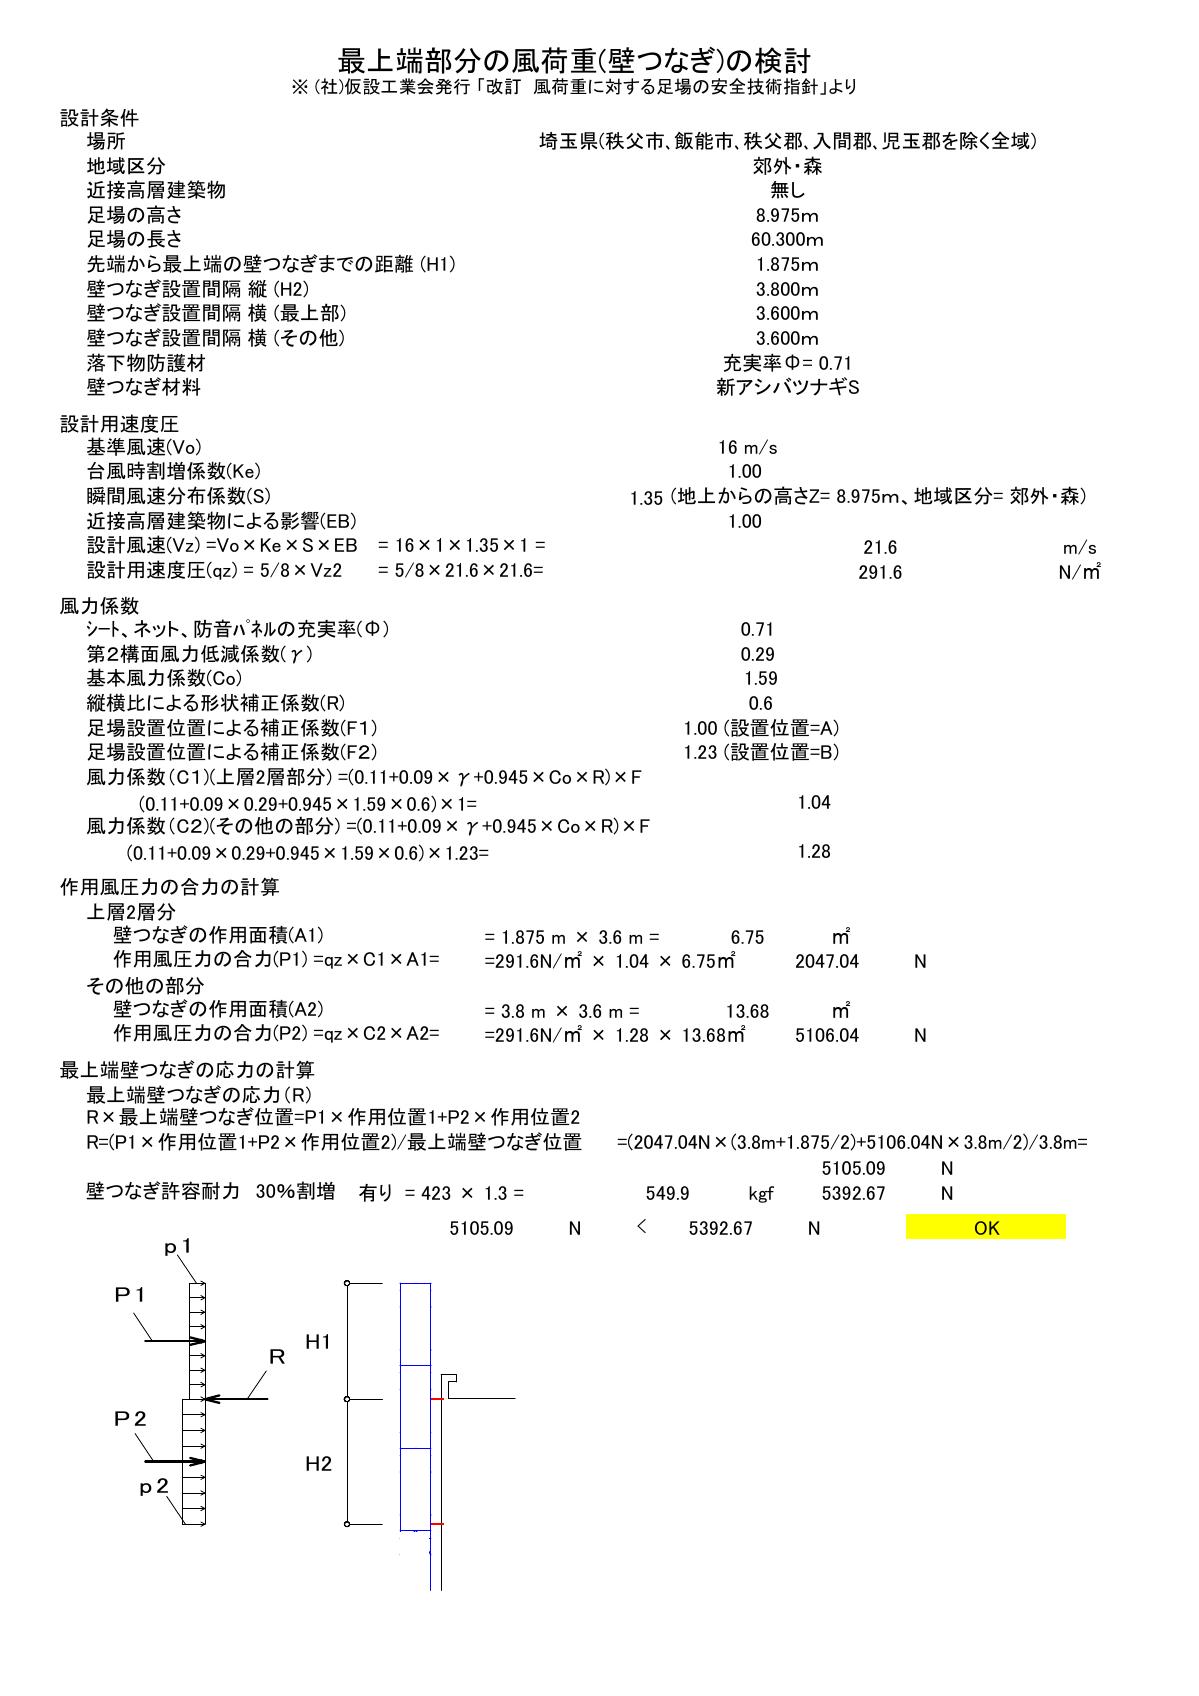 最上端部分の風荷重(壁つなぎ)の検討
※ (社)仮設工業会発行「改訂　風荷重に対する足場の安全技術指針」より
設計条件
場所 埼玉県(秩父市、飯能市、秩父郡、入間郡、児玉郡を除く全域)
地域区分 郊外・森
近接高層建築物 無し
足場の高さ 8.975m
足場の長さ 60.300m
先端から最上端の壁つなぎまでの距離 (H1) 1.875m
壁つなぎ設置間隔 縦 (H2) 3.800m
壁つなぎ設置間隔 横 (最上部) 3.600m
壁つなぎ設置間隔 横 (その他) 3.600m
落下物防護材 充実率Φ= 0.71
壁つなぎ材料 新アシバツナギS
設計用速度圧
基準風速(Vo) 16 m/s
台風時割増係数(Ke) 1.00
瞬間風速分布係数(S) 1.35 (地上からの高さZ= 8.975m、地域区分= 郊外・森)
近接高層建築物による影響(EB) 1.00
設計風速(Vz) =Vo×Ke×S×EB = 16×1×1.35×1 = 21.6 m/s
設計用速度圧(qz) = 5/8×Vz2 = 5/8×21.6×21.6= 291.6 N/㎡
風力係数
ｼｰﾄ、ネット、防音ﾊﾟﾈﾙの充実率(Φ) 0.71
第2構面風力低減係数(γ) 0.29
基本風力係数(Co) 1.59
縦横比による形状補正係数(R) 0.6
足場設置位置による補正係数(F1) 1.00 (設置位置=A)
足場設置位置による補正係数(F2) 1.23 (設置位置=B)
風力係数(C1)(上層2層部分) =(0.11+0.09×γ+0.945×Co×R)×F
(0.11+0.09×0.29+0.945×1.59×0.6)×1= 1.04
風力係数(C2)(その他の部分) =(0.11+0.09×γ+0.945×Co×R)×F
(0.11+0.09×0.29+0.945×1.59×0.6)×1.23= 1.28
作用風圧力の合力の計算
上層2層分
壁つなぎの作用面積(A1) = 1.875 m × 3.6 m = 6.75 ㎡
作用風圧力の合力(P1) =qz×C1×A1= =291.6N/㎡ × 1.04 × 6.75㎡ 2047.04 N
その他の部分
壁つなぎの作用面積(A2) = 3.8 m × 3.6 m = 13.68 ㎡
作用風圧力の合力(P2) =qz×C2×A2= =291.6N/㎡ × 1.28 × 13.68㎡ 5106.04 N
最上端壁つなぎの応力の計算
最上端壁つなぎの応力(R)
R×最上端壁つなぎ位置=P1×作用位置1+P2×作用位置2
R=(P1×作用位置1+P2×作用位置2)/最上端壁つなぎ位置 =(2047.04N×(3.8m+1.875/2)+5106.04N×3.8m/2)/3.8m=
5105.09 N
壁つなぎ許容耐力 30%割増 有り = 423 × 1.3 = 549.9 kgf 5392.67 N
5105.09 N < 5392.67 N OK
p1
P1
H1
R
P2
H2
p2